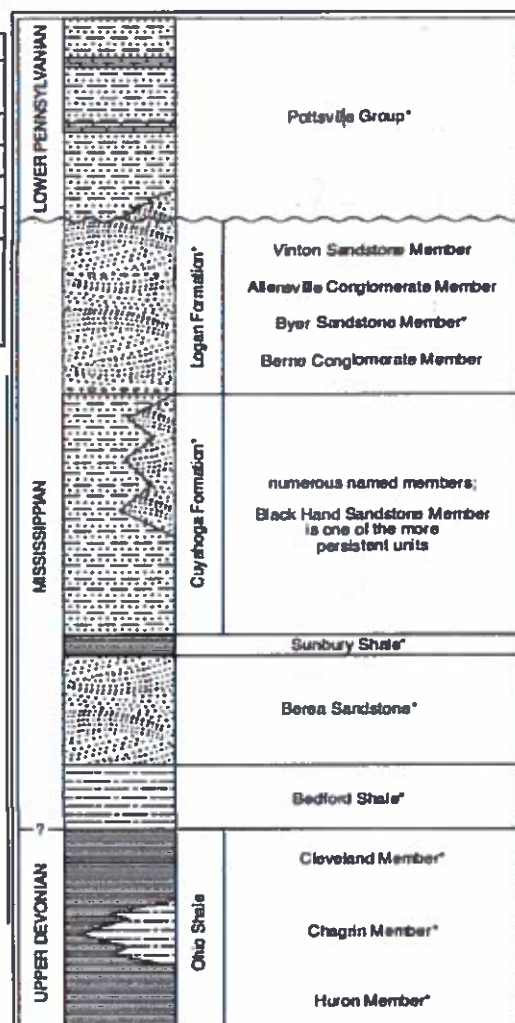 LOWER PENNSYLVANIAN
Pottsville Group*
MISSISSIPPIAN
Logan Formation*
Vinton Sandstone Member
Allensville Conglomerate Member
Byer Sandstone Member*
Berne Conglomerate Member
Cuyahoga Formation*
numerous named members;
Black Hand Sandstone Member
is one of the more
persistent units
Sunbury Shale*
Berea Sandstone*
Bedford Shale*
?
UPPER DEVONIAN
Ohio Shale
Cleveland Member*
Chagrin Member*
Huron Member*